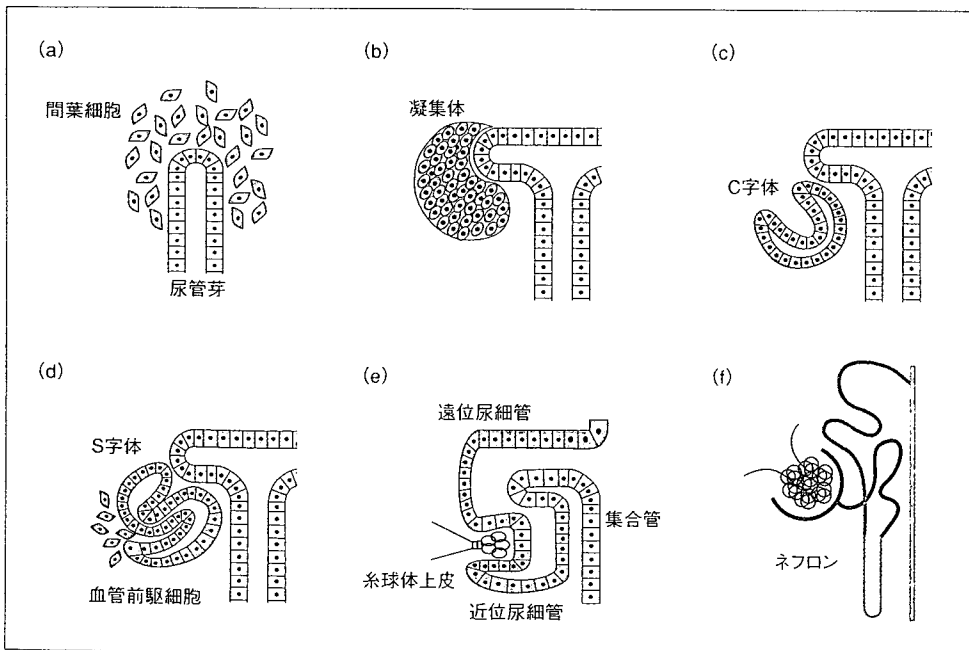 (a)
間葉細胞
尿管芽
(b)
凝集体
(c)
C字体
(d)
S字体
血管前駆細胞
(e)
遠位尿細管
集合管
糸球体上皮
近位尿細管
(f)
ネフロン